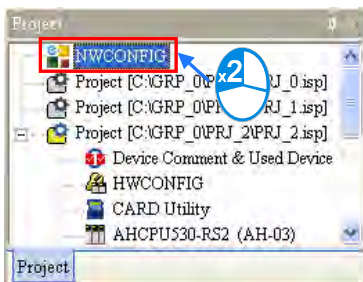 Project
NWCONFIG
x2
Project [C:\GRP_0\PRJ_0.isp]
Project [C:\GRP_0\PRJ_1.isp]
Project [C:\GRP_0\PRJ_2\PRJ_2.isp]
Device Comment & Used Device
HWCONFIG
CARD Utility
AHCPU530-RS2 (AH-03)
Project